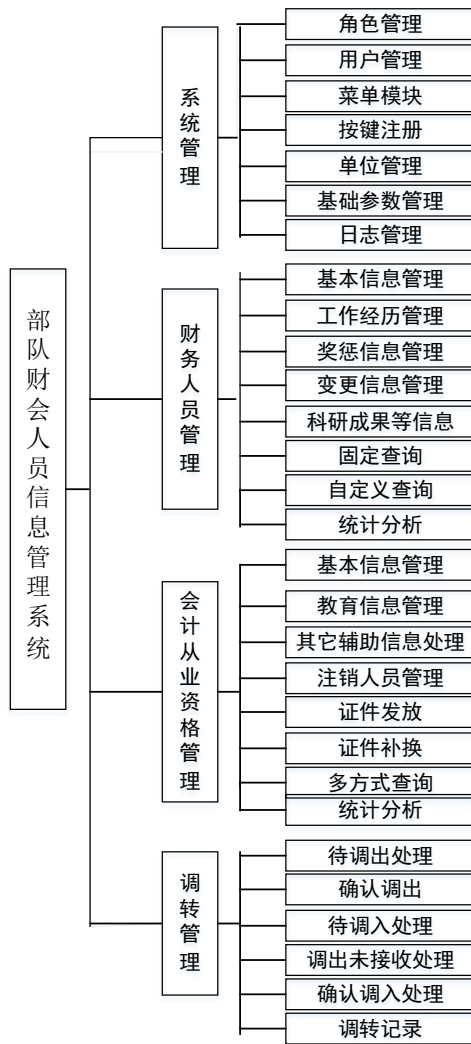 部队财会人员信息管理系统
系统管理
角色管理
用户管理
菜单模块
按键注册
单位管理
基础参数管理
日志管理
财务人员管理
基本信息管理
工作经历管理
奖惩信息管理
变更信息管理
科研成果等信息
固定查询
自定义查询
统计分析
会计从业资格管理
基本信息管理
教育信息管理
其它辅助信息处理
注销人员管理
证件发放
证件补换
多方式查询
统计分析
调转管理
待调出处理
确认调出
待调入处理
调出未接收处理
确认调入处理
调转记录